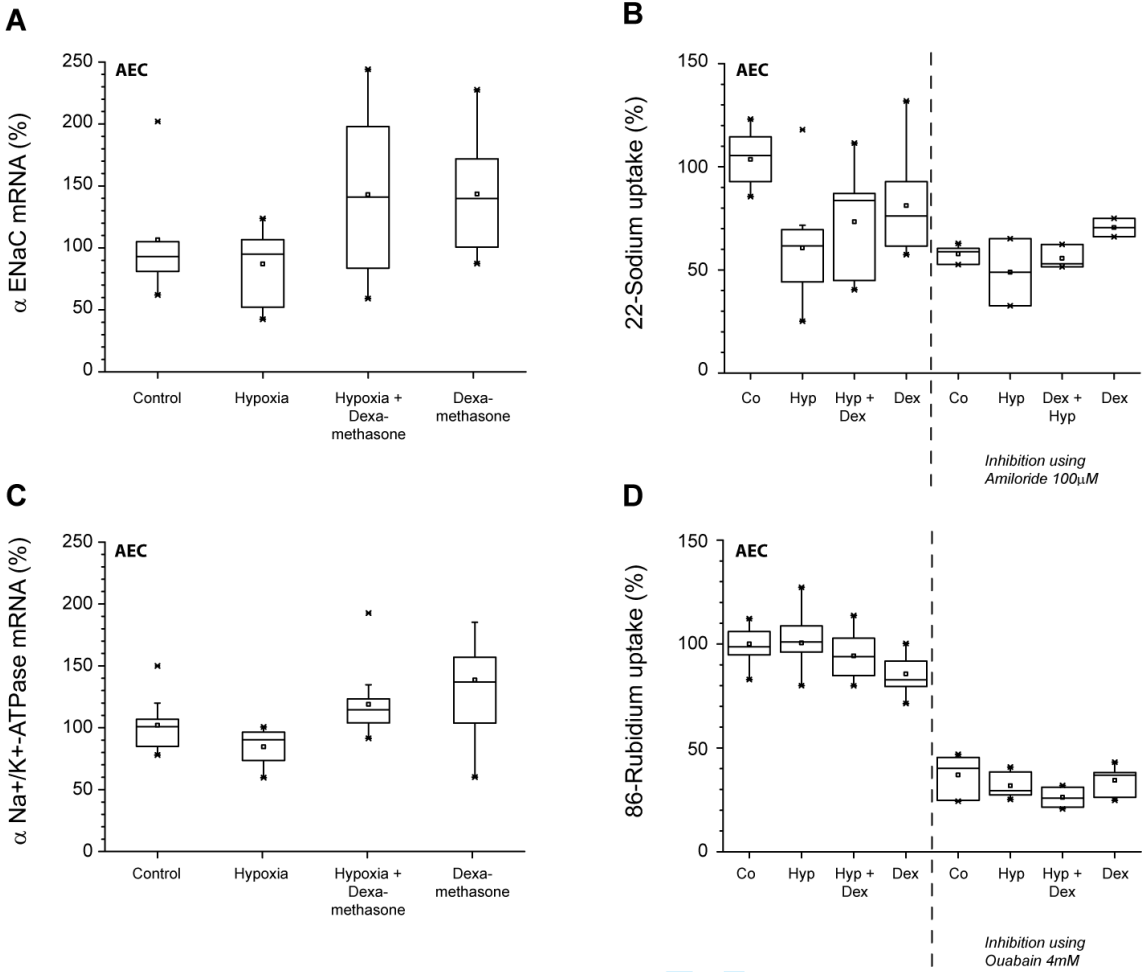 A
α ENaC mRNA (%)
250
200
150
100
50
0
AEC
Control
Hypoxia
Hypoxia +
Dexa-
methasone
Dexa-
methasone
B
22-Sodium uptake (%)
150
100
50
0
AEC
Co
Hyp
Hyp +
Dex
Dex
Co
Hyp
Dex +
Hyp
Dex
Inhibition using
Amiloride 100µM
C
α Na+/K+-ATPase mRNA (%)
250
200
150
100
50
0
AEC
Control
Hypoxia
Hypoxia +
Dexa-
methasone
Dexa-
methasone
D
86-Rubidium uptake (%)
150
100
50
0
AEC
Co
Hyp
Hyp +
Dex
Dex
Co
Hyp
Hyp +
Dex
Dex
Inhibition using
Ouabain 4mM